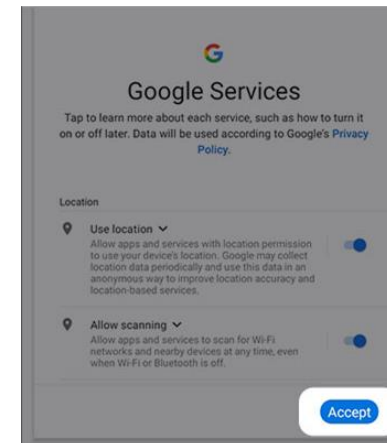 Google Services
Tap to learn more about each service, such as how to turn it
on or off later. Data will be used according to Google's Privacy
Policy.
Location
Use location
Allow apps and services with location permission
to use your device's location. Google may collect
location data periodically and use this data in an
anonymous way to improve location accuracy and
location-based services.
Allow scanning
Allow apps and services to scan for Wi-Fi
networks and nearby devices at any time, even
when Wi-Fi or Bluetooth is off.
Accept